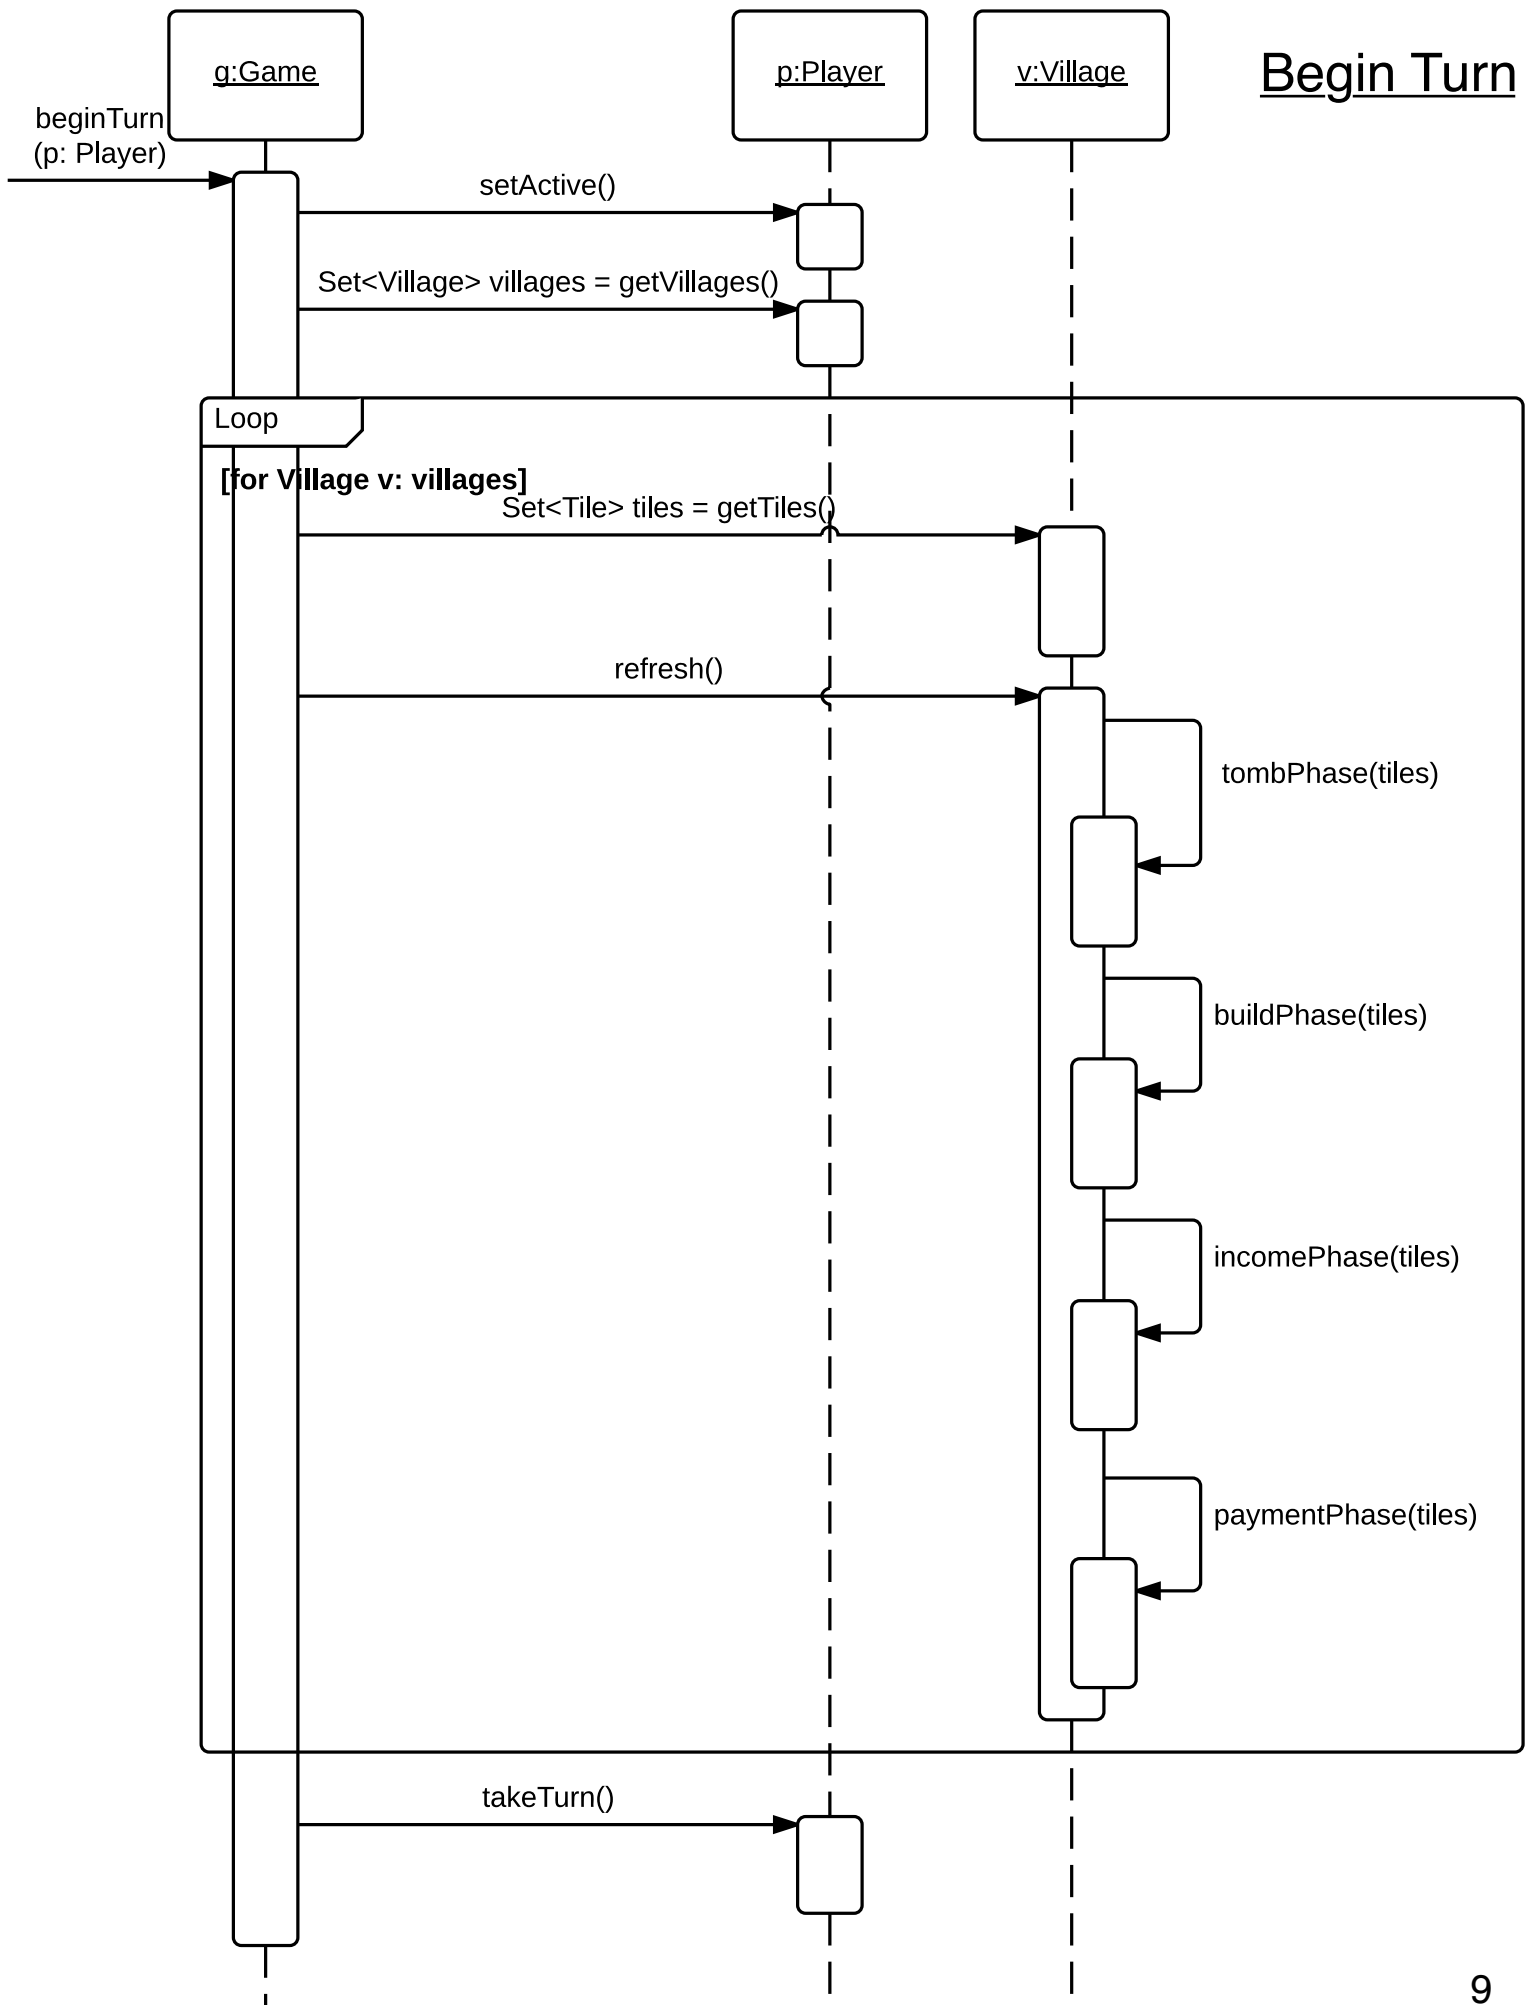 g:Game
p:Player
v:Village
Begin Turn
beginTurn
(p: Player)
setActive()
Set<Village> villages = getVillages()
Loop
[for Village v: villages]
Set<Tile> tiles = getTiles()
refresh()
tombPhase(tiles)
buildPhase(tiles)
incomePhase(tiles)
paymentPhase(tiles)
takeTurn()
9